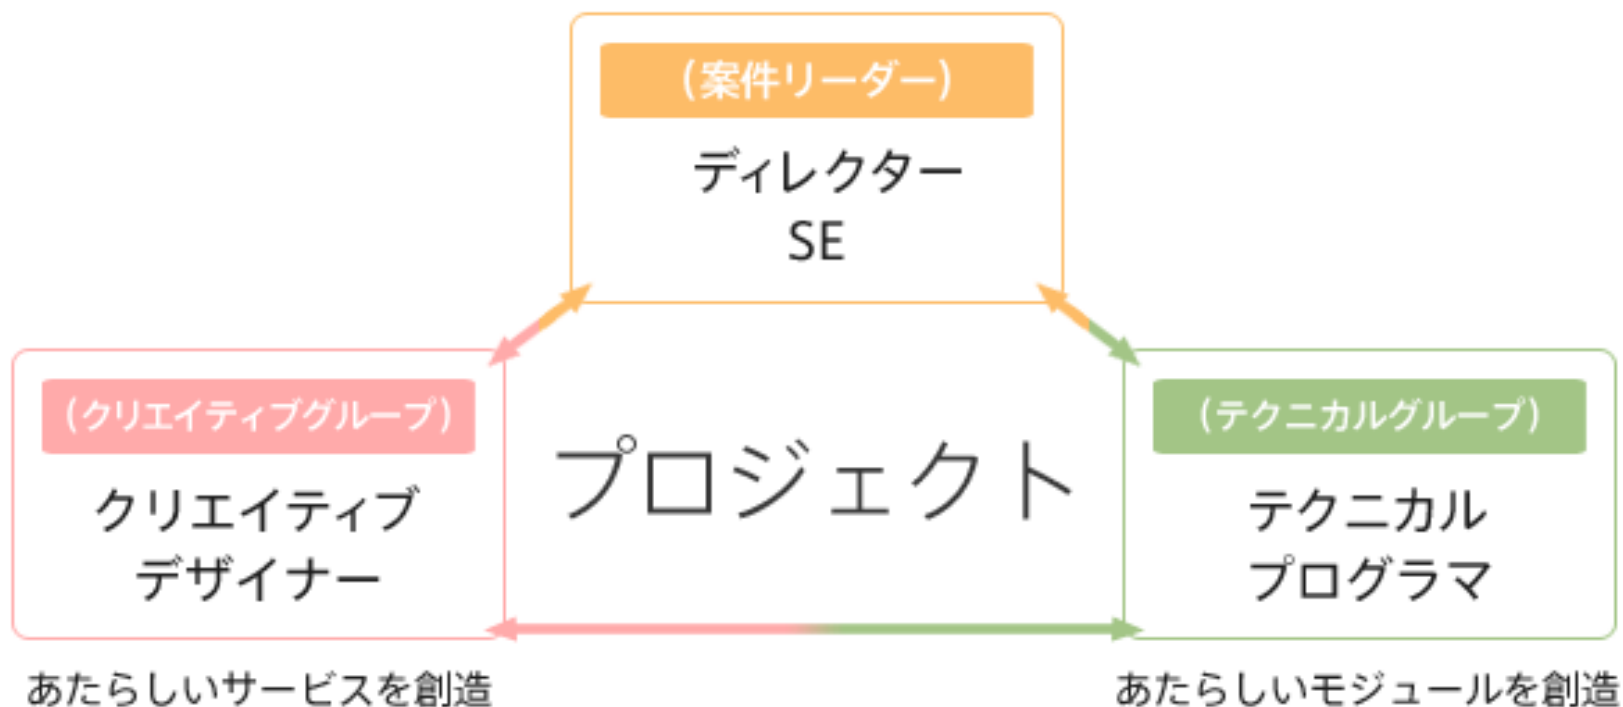 (案件リーダー)
ディレクター
SE
(クリエイティブグループ)
クリエイティブ
デザイナー
プロジェクト
(テクニカルグループ)
テクニカル
プログラマ
あたらしいサービスを創造
あたらしいモジュールを創造